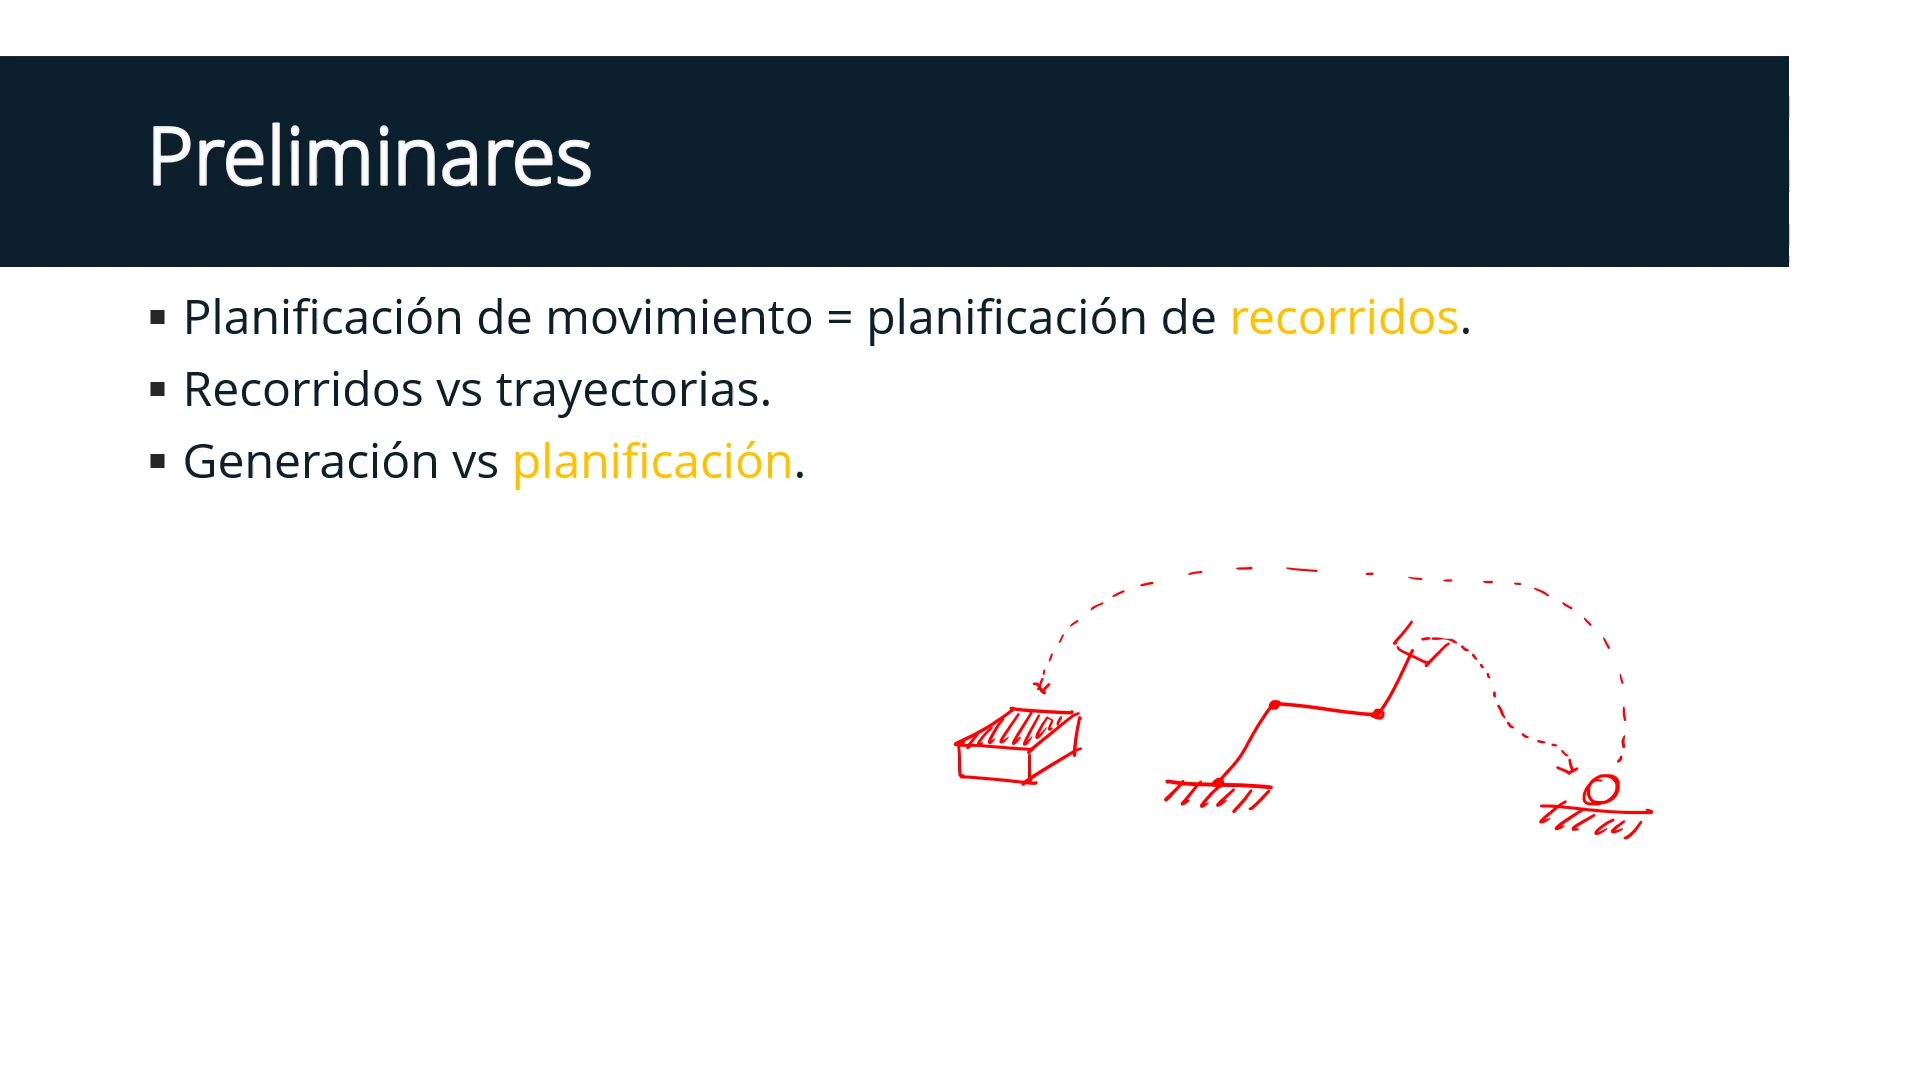 Preliminares
▪ Planificación de movimiento = planificación de recorridos.
▪ Recorridos vs trayectorias.
▪ Generación vs planificación.